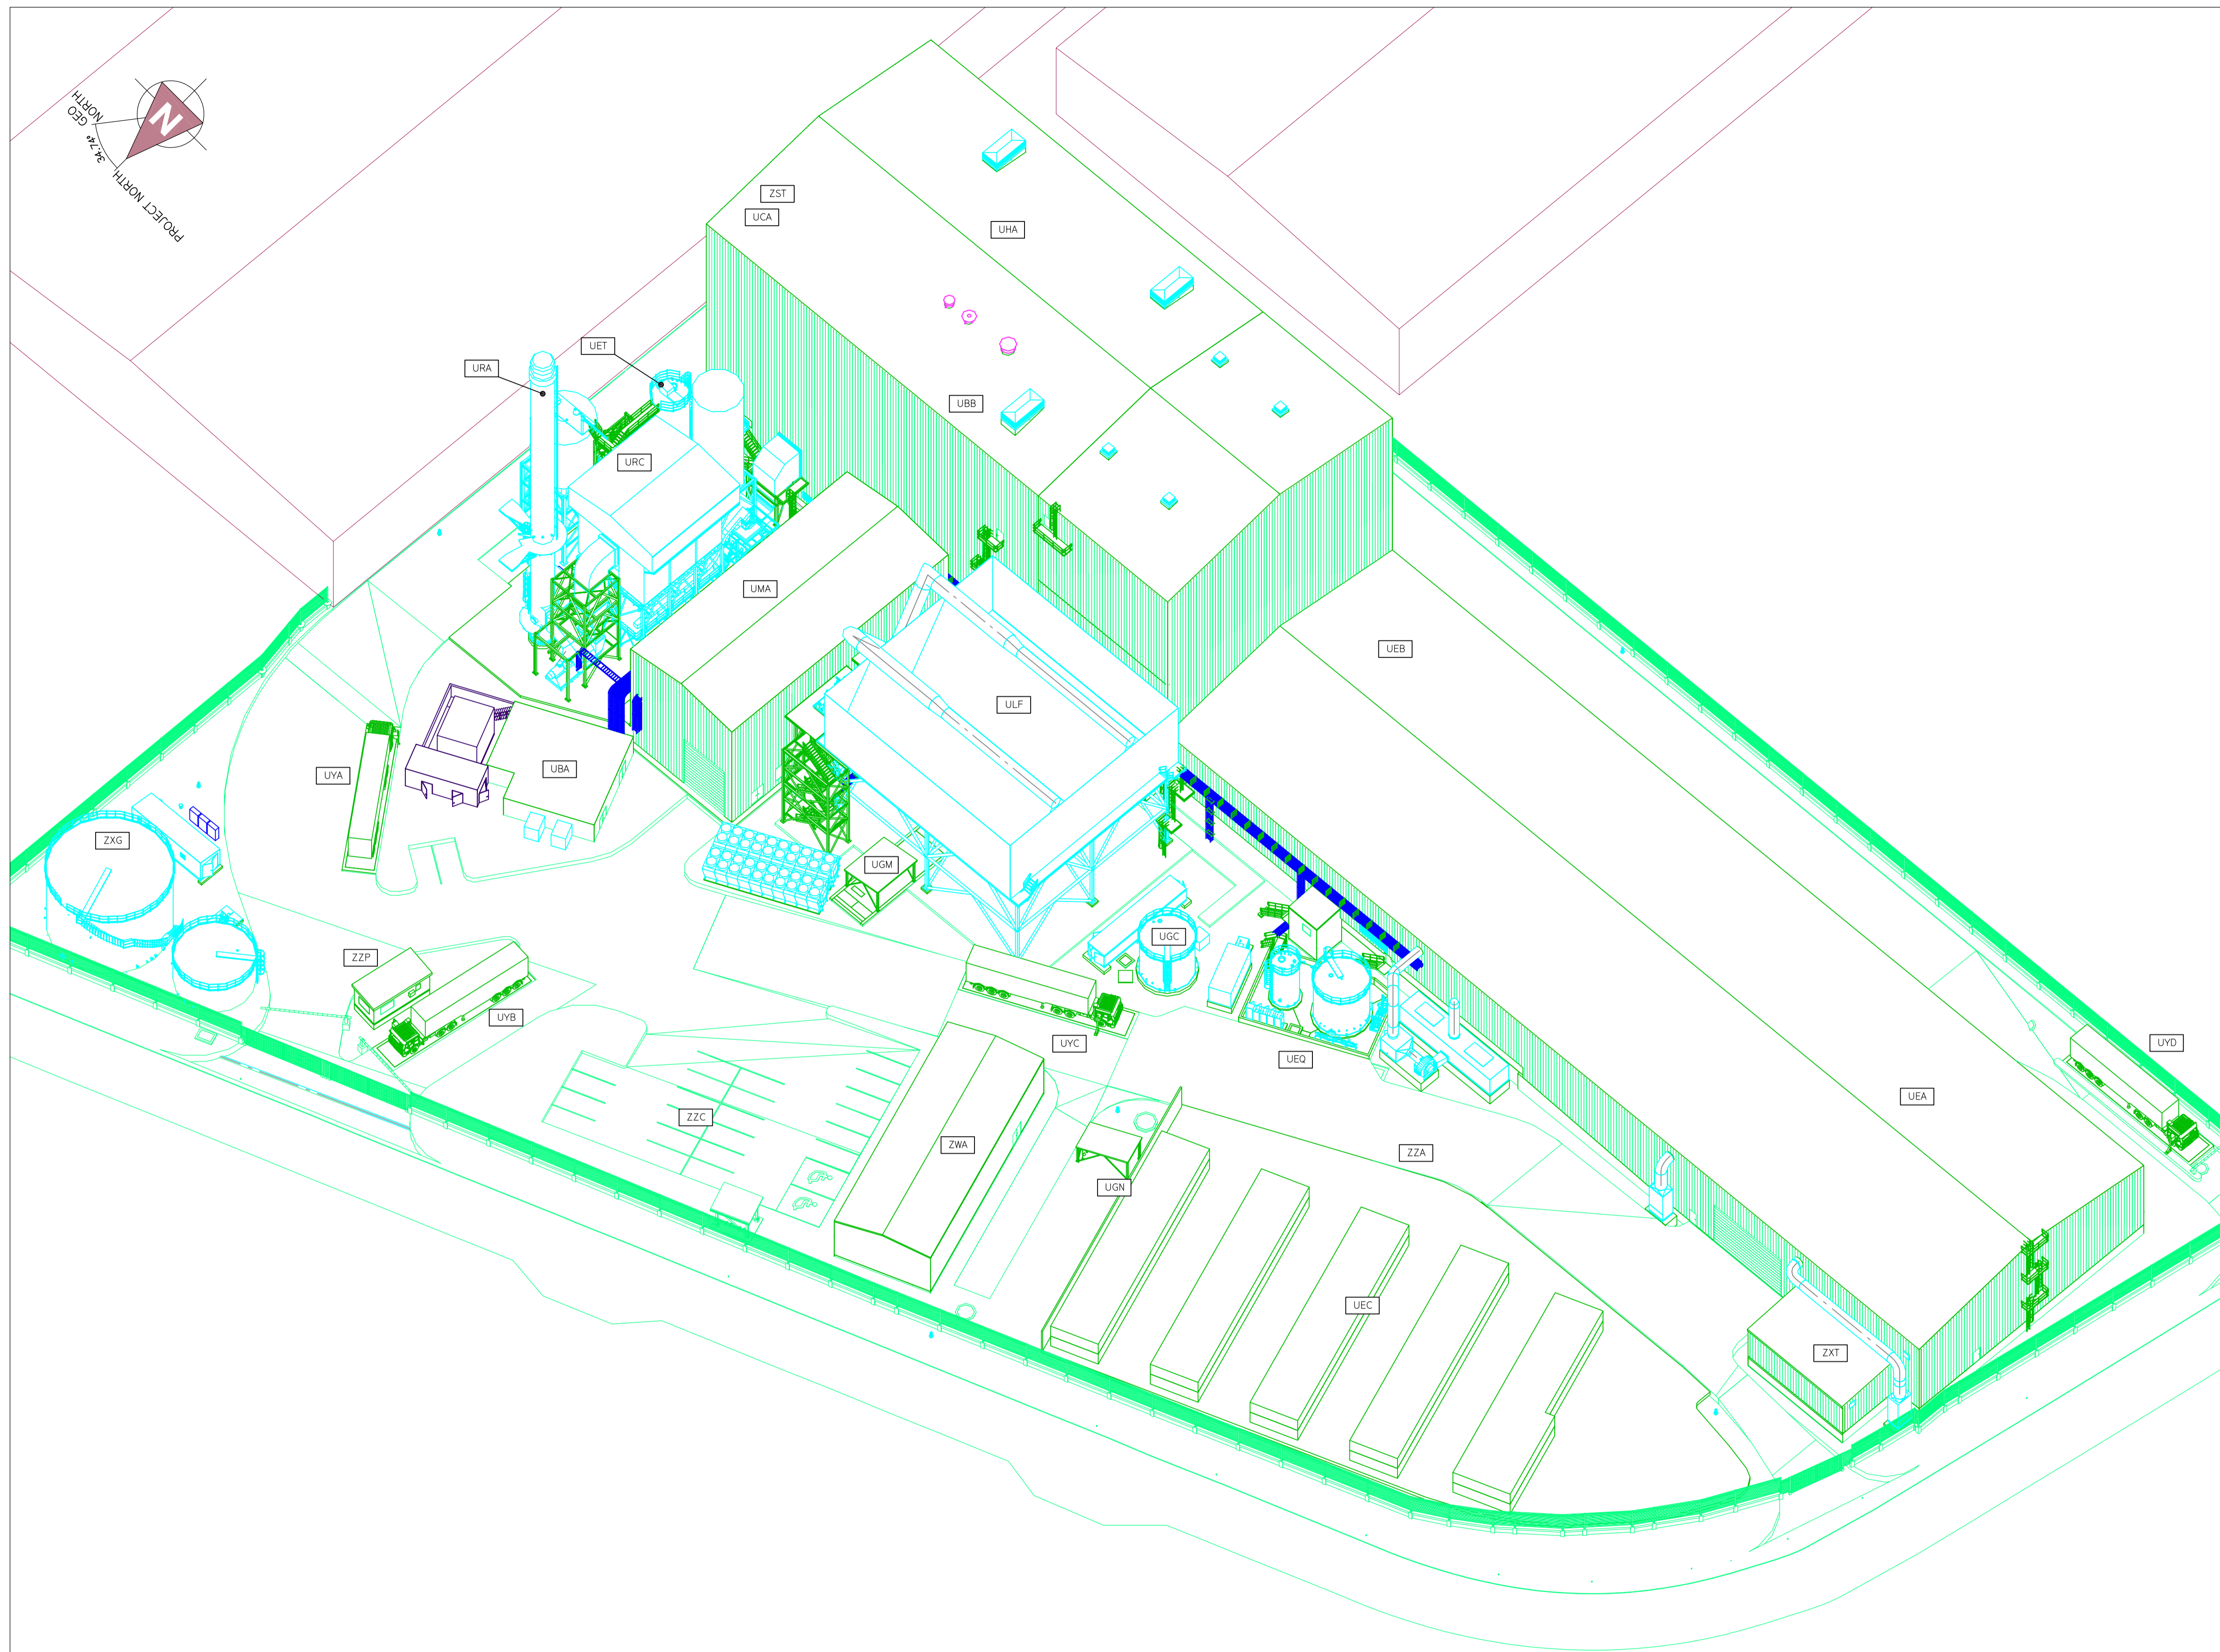 N
34.74° GEO
NORTH
PROJECT NORTH
ZST
UCA
UHA
UET
URA
UBB
URC
UMA
UEB
ULF
UYA
UBA
ZXG
UGM
UGC
ZZP
UYB
UYC
UEQ
UYD
UEA
ZZC
ZWA
ZZA
UGN
UEC
ZXT